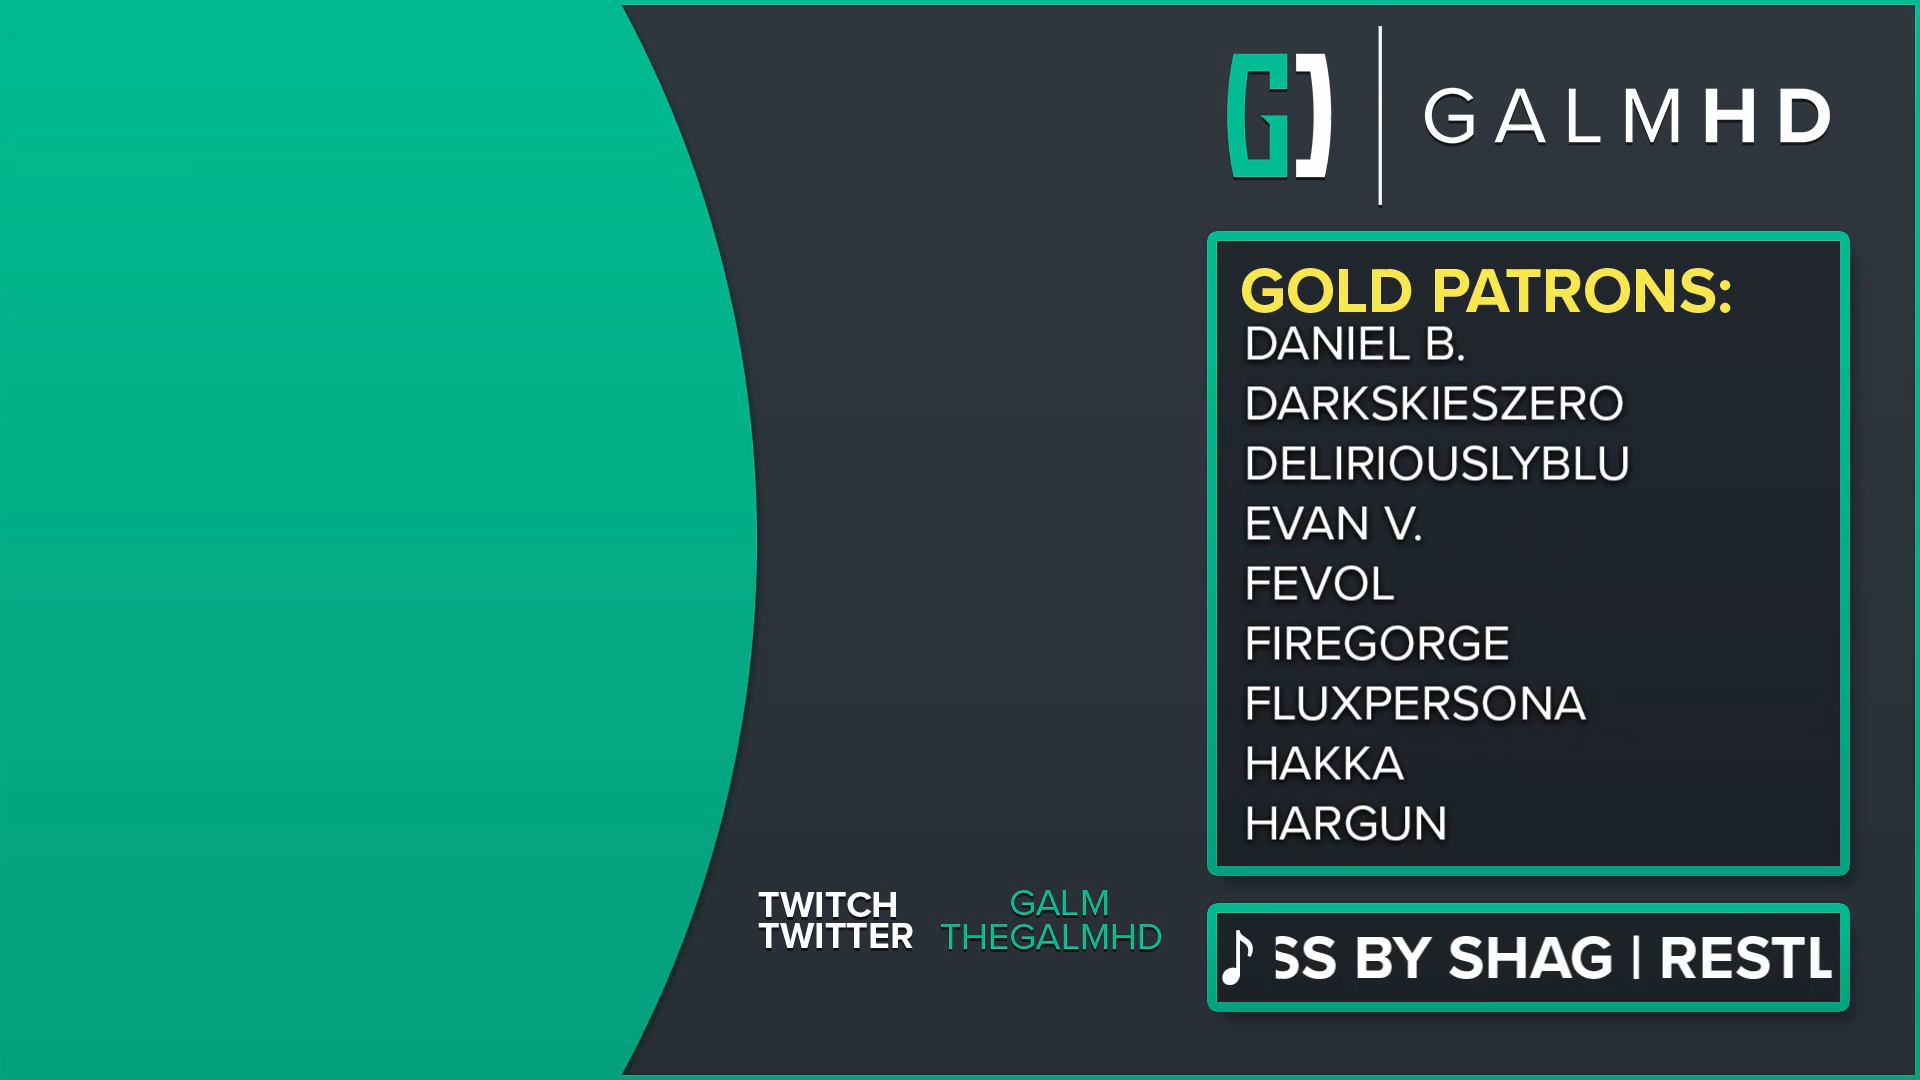 GALMHD
GOLD PATRONS:
DANIEL B.
DARKSKIESZERO
DELIRIOUSLYBLU
EVAN V.
FEVOL
FIREGORGE
FLUXPERSONA
HAKKA
HARGUN
TWITCH GALM
TWITTER THEGALMHD
SS BY SHAG | RESTL